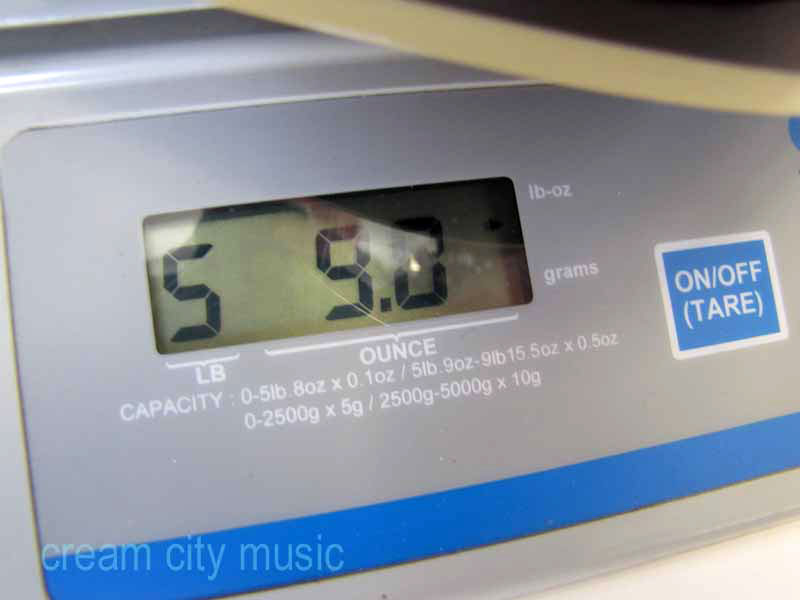 lb-oz
5 9.0
grams
ON/OFF
(TARE)
LB
OUNCE
CAPACITY : 0-5lb.8oz x 0.1oz / 5lb.9oz-9lb15.5oz x 0.5oz
0-2500g x 5g / 2500g-5000g x 10g
cream city music